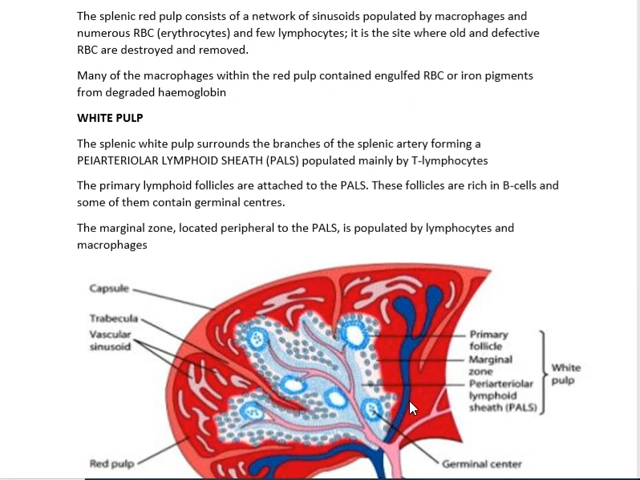 The splenic red pulp consists of a network of sinusoids populated by macrophages and
numerous RBC (erythrocytes) and few lymphocytes; it is the site where old and defective
RBC are destroyed and removed.
Many of the macrophages within the red pulp contained engulfed RBC or iron pigments
from degraded haemoglobin
WHITE PULP
The splenic white pulp surrounds the branches of the splenic artery forming a
PEIARTERIOLAR LYMPHOID SHEATH (PALS) populated mainly by T-lymphocytes
The primary lymphoid follicles are attached to the PALS. These follicles are rich in B-cells and
some of them contain germinal centres.
The marginal zone, located peripheral to the PALS, is populated by lymphocytes and
macrophages
Capsule
Trabecula
Vascular
sinusoid
Red pulp
Primary
follicle
Marginal
zone
Periarteriolar
lymphoid
sheath (PALS)
White
pulp
Germinal center